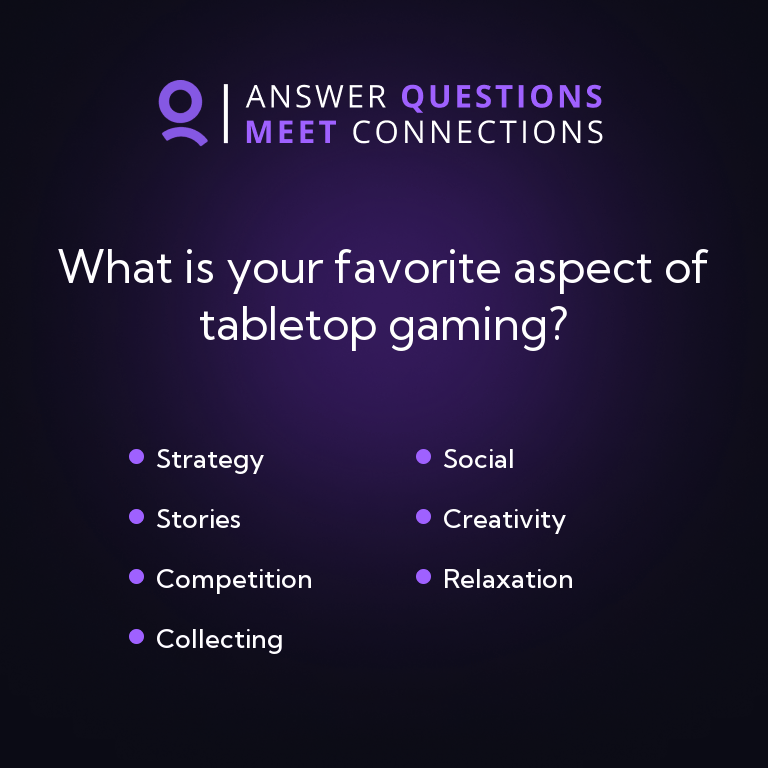 ANSWER QUESTIONS
MEET CONNECTIONS
What is your favorite aspect of
tabletop gaming?
Strategy
Social
Stories
Creativity
Competition
Relaxation
Collecting